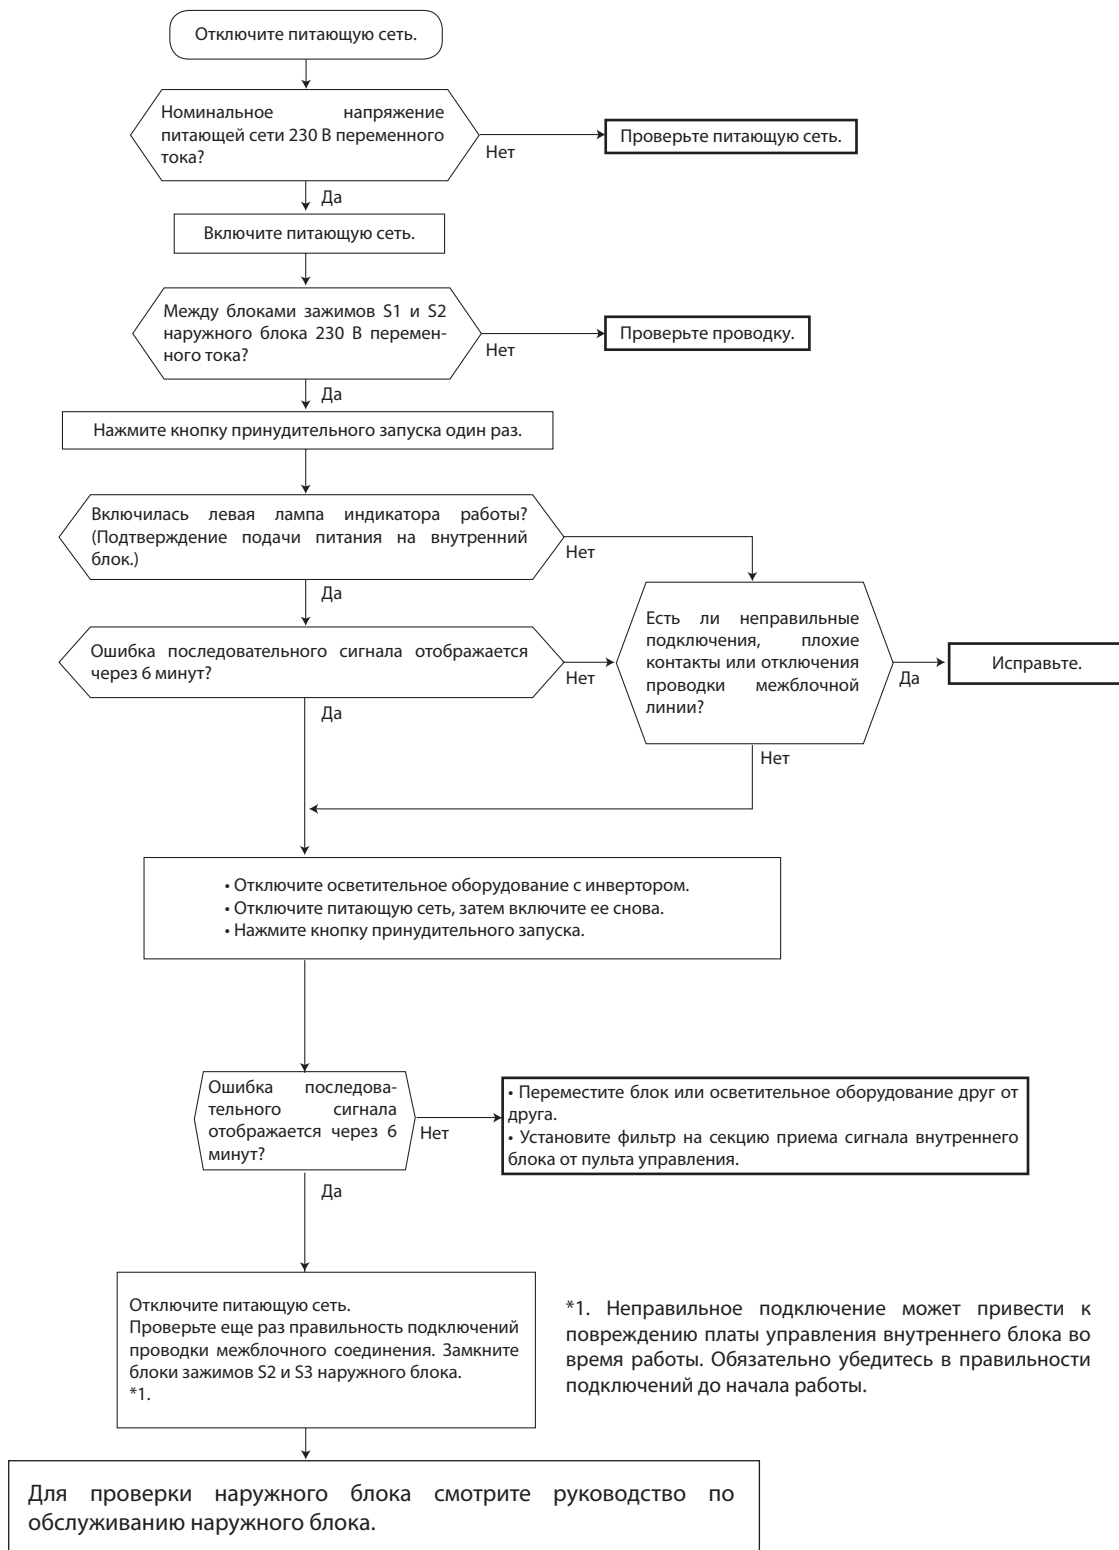 Отключите питающую сеть.
Номинальное напряжение
питающей сети 230 В переменного
тока?
Нет
Проверьте питающую сеть.
Да
Включите питающую сеть.
Между блоками зажимов S1 и S2
наружного блока 230 В перемен-
ного тока?
Нет
Проверьте проводку.
Да
Нажмите кнопку принудительного запуска один раз.
Включилась левая лампа индикатора работы?
(Подтверждение подачи питания на внутренний
блок.)
Нет
Да
Ошибка последовательного сигнала отображается
через 6 минут?
Нет
Есть ли неправильные
подключения, плохие
контакты или отключения
проводки межблочной
линии?
Да
Исправьте.
Да
Нет
• Отключите осветительное оборудование с инвертором.
• Отключите питающую сеть, затем включите ее снова.
• Нажмите кнопку принудительного запуска.
Ошибка последова-
тельного сигнала
отображается через 6
минут?
Нет
• Переместите блок или осветительное оборудование друг от
друга.
• Установите фильтр на секцию приема сигнала внутреннего
блока от пульта управления.
Да
Отключите питающую сеть.
Проверьте еще раз правильность подключений
проводки межблочного соединения. Замкните
блоки зажимов S2 и S3 наружного блока.
*1.
*1. Неправильное подключение может привести к
повреждению платы управления внутреннего блока во
время работы. Обязательно убедитесь в правильности
подключений до начала работы.
Для проверки наружного блока смотрите руководство по
обслуживанию наружного блока.